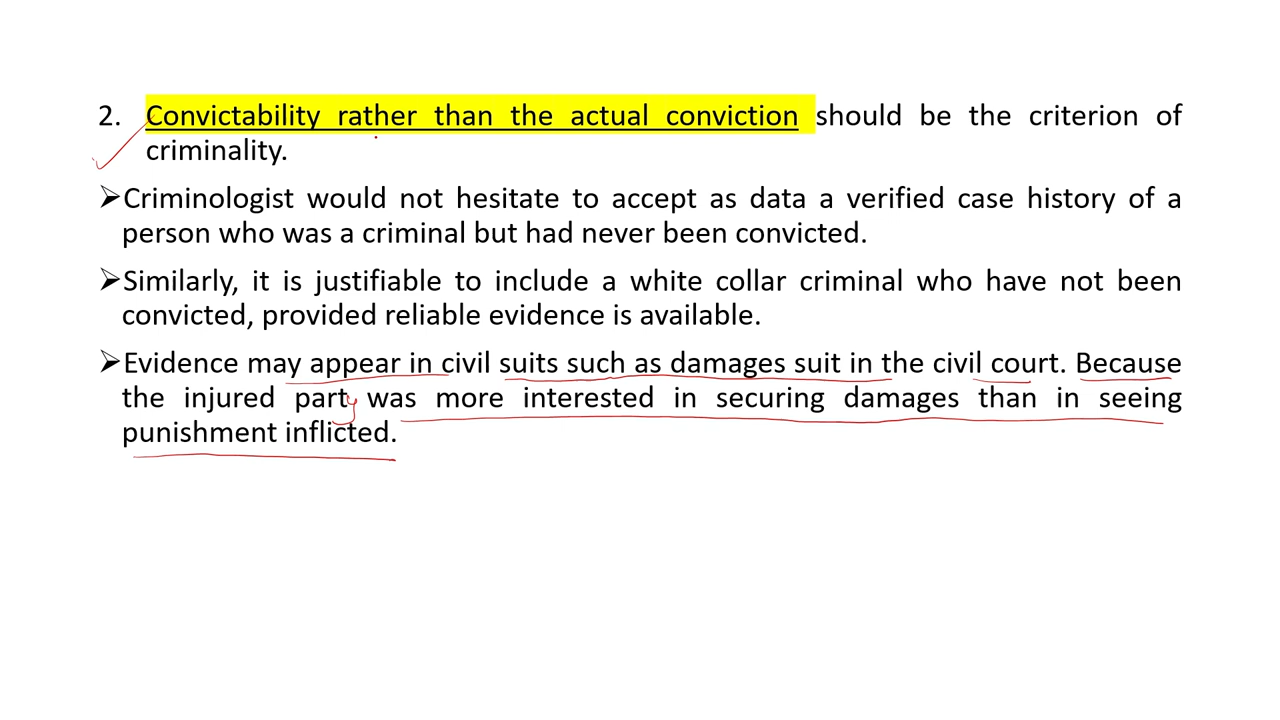 2. Convictability rather than the actual conviction should be the criterion of
criminality.
➢Criminologist would not hesitate to accept as data a verified case history of a
person who was a criminal but had never been convicted.
➢Similarly, it is justifiable to include a white collar criminal who have not been
convicted, provided reliable evidence is available.
➢Evidence may appear in civil suits such as damages suit in the civil court. Because
the injured party was more interested in securing damages than in seeing
punishment inflicted.